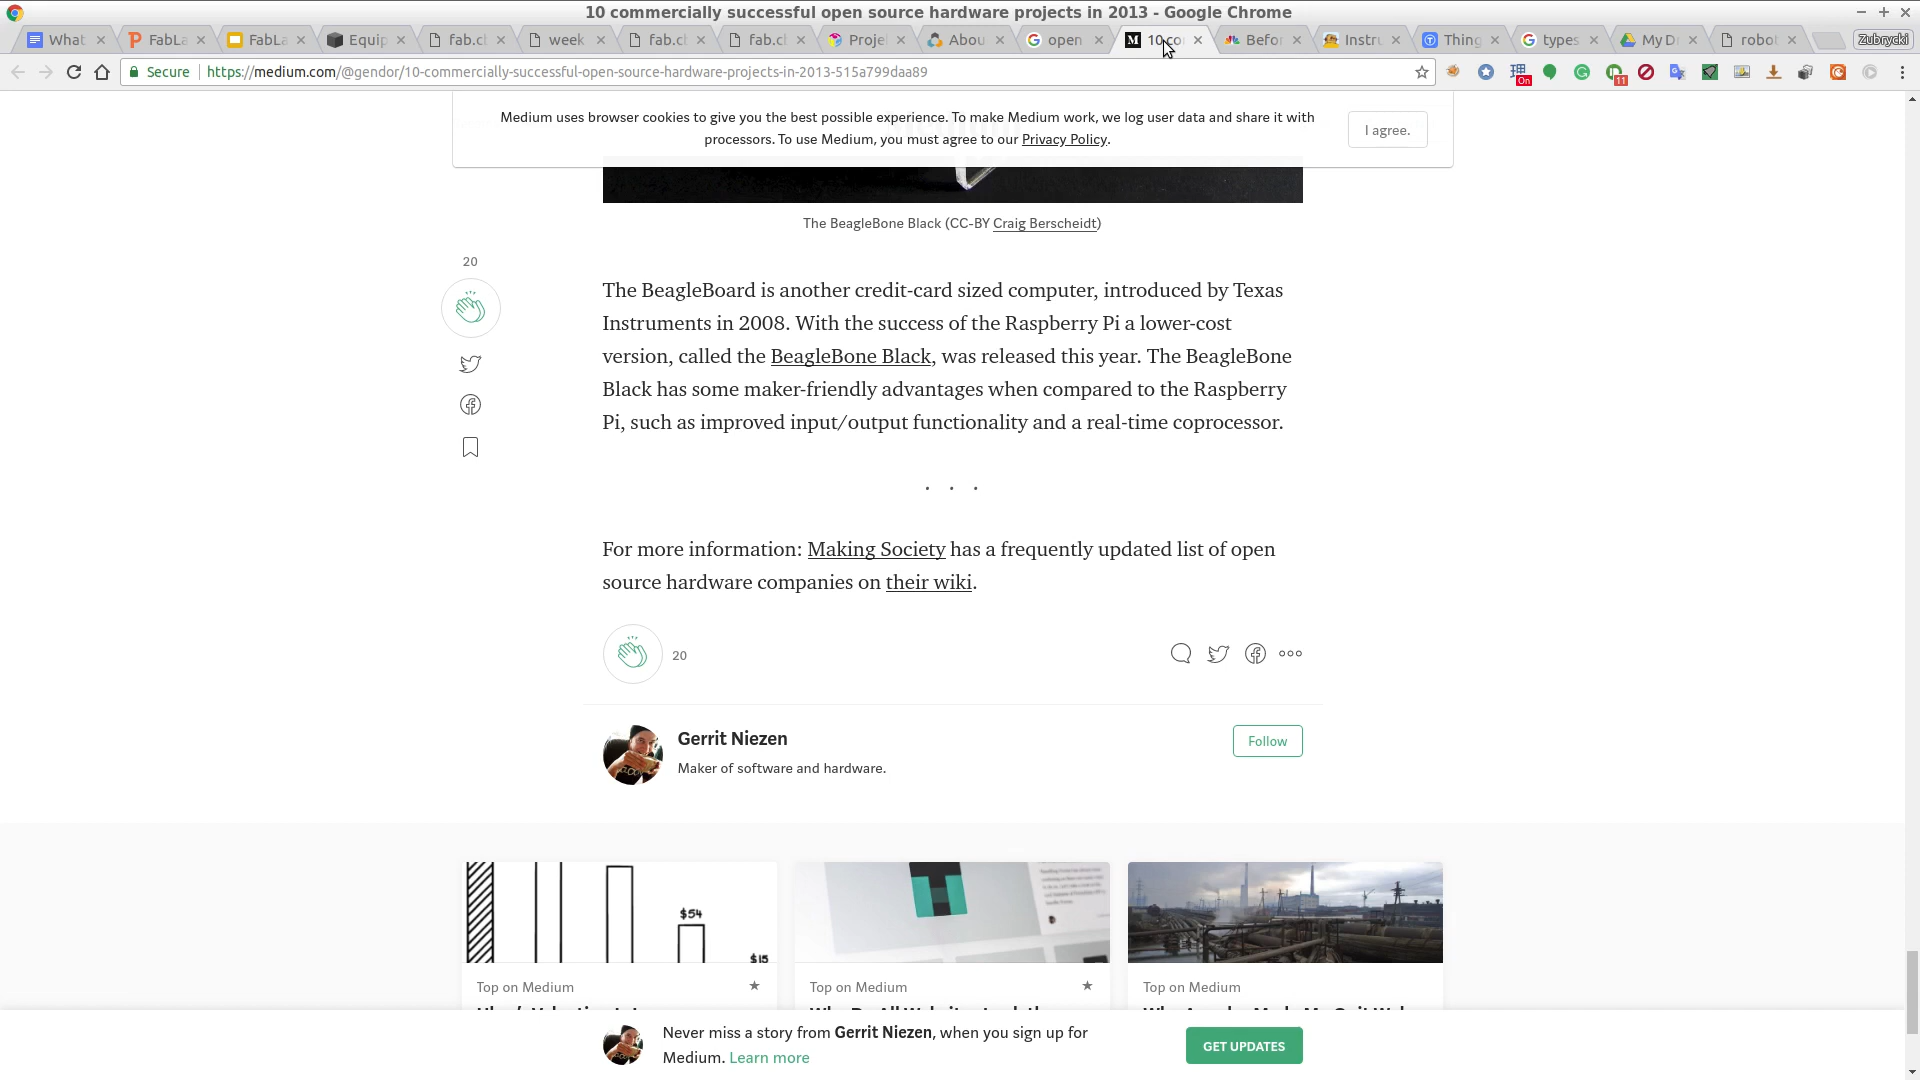 10 commercially successful open source hardware projects in 2013 - Google Chrome
What
FabLa
FabLa
Equip
fab.cl
week
fab.cl
fab.cl
Proje
Abou
open
10 co
Befor
Instru
Thing
types
My Dr
robot
Zubrycki
Secure
https://medium.com/@gendor/10-commercially-successful-open-source-hardware-projects-in-2013-515a799daa89
On
11
Medium uses browser cookies to give you the best possible experience. To make Medium work, we log user data and share it with
processors. To use Medium, you must agree to our Privacy Policy.
I agree.
The BeagleBone Black (CC-BY Craig Berscheidt)
20
The BeagleBoard is another credit-card sized computer, introduced by Texas
Instruments in 2008. With the success of the Raspberry Pi a lower-cost
version, called the BeagleBone Black, was released this year. The BeagleBone
Black has some maker-friendly advantages when compared to the Raspberry
Pi, such as improved input/output functionality and a real-time coprocessor.
. . .
For more information: Making Society has a frequently updated list of open
source hardware companies on their wiki.
20
Gerrit Niezen
Maker of software and hardware.
Follow
$54
$15
Top on Medium
Top on Medium
Top on Medium
Never miss a story from Gerrit Niezen, when you sign up for
Medium. Learn more
GET UPDATES